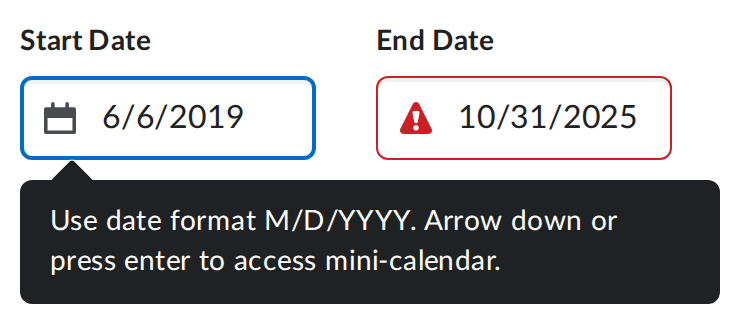 Start Date
End Date
6/6/2019
10/31/2025
Use date format M/D/YYYY. Arrow down or
press enter to access mini-calendar.